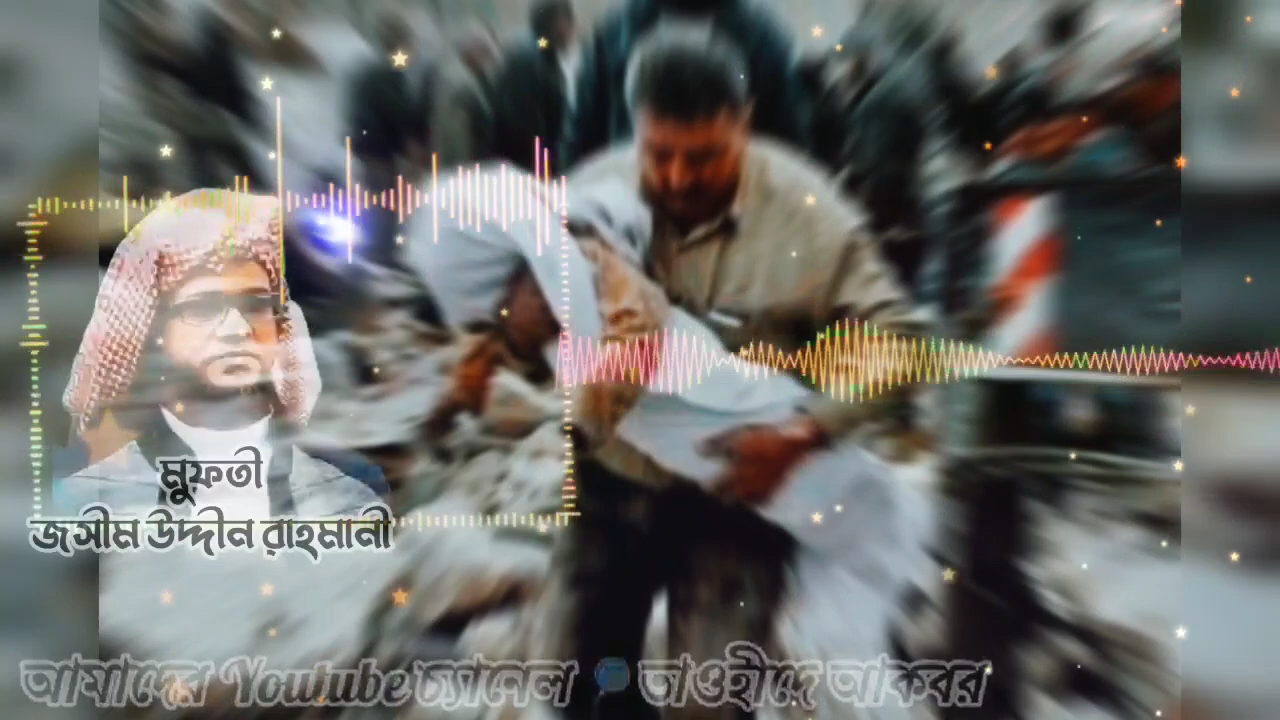 মুফতী
জসীম উদ্দীন রাহমানী
আমাদের Youtube চ্যানেল তাওহীদে আকবর